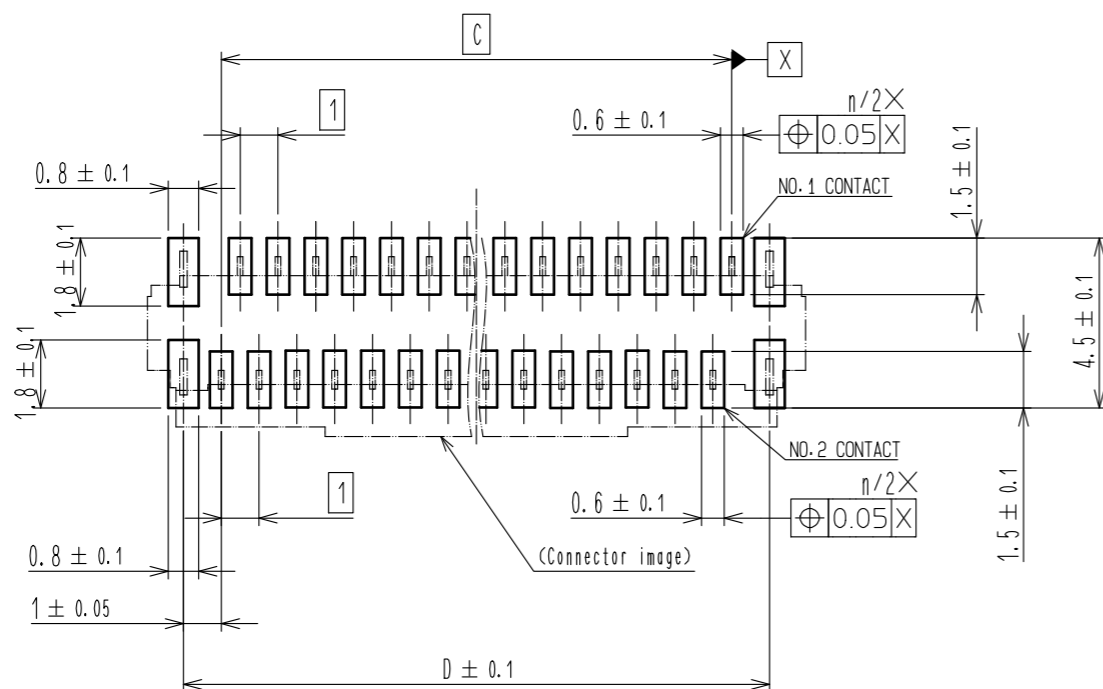 C
X
1
n/2X
0.6 ± 0.1
⌖ 0.05 X
0.8 ± 0.1
NO.1 CONTACT
1.5 ± 0.1
1.8 ± 0.1
4.5 ± 0.1
1.8 ± 0.1
NO.2 CONTACT
n/2X
1
0.6 ± 0.1
⌖ 0.05 X
1.5 ± 0.1
0.8 ± 0.1
(Connector image)
1 ± 0.05
D ± 0.1